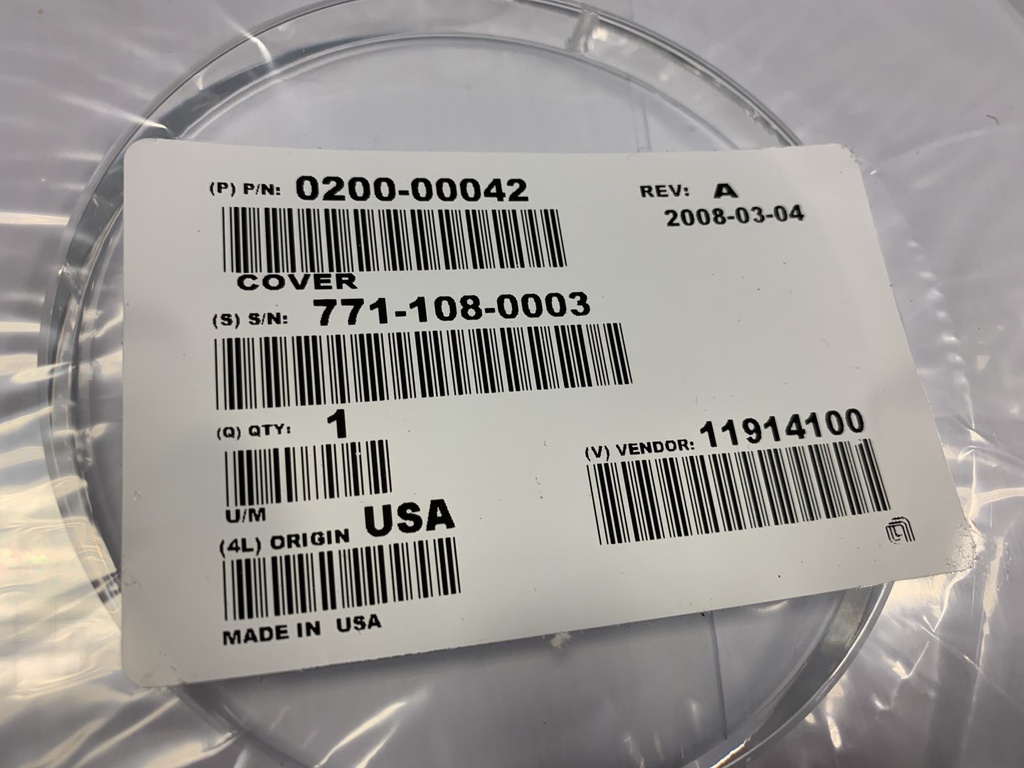 (P) P/N: 0200-00042
REV: A
2008-03-04
COVER
(S) S/N: 771-108-0003
(Q) QTY: 1
(V) VENDOR: 11914100
U/M
(4L) ORIGIN USA
MADE IN USA